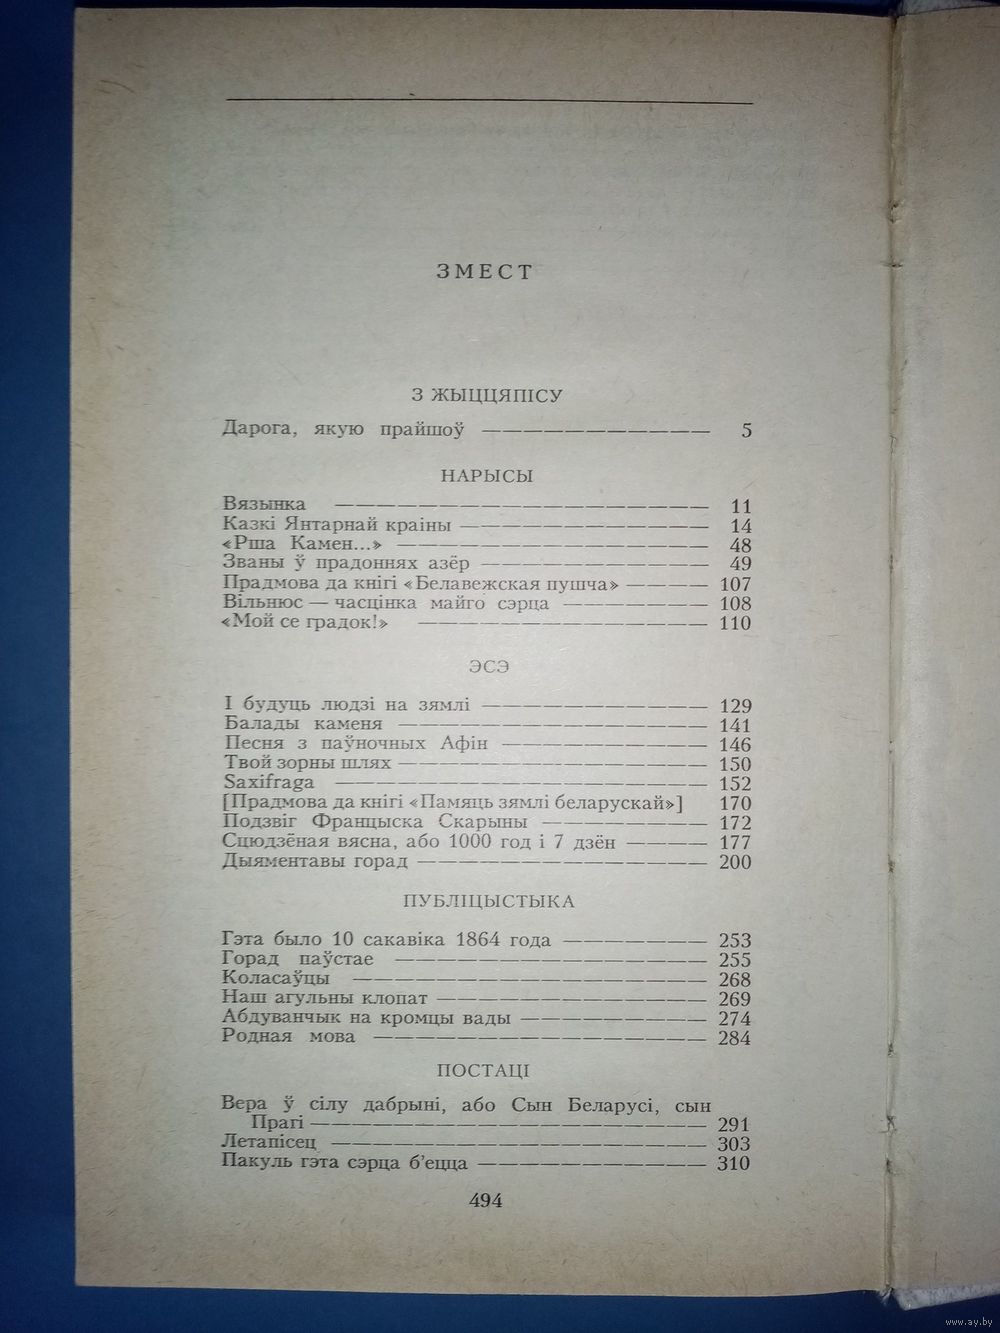 ЗМЕСТ
З ЖЫЦЦЯПІСУ
Дарога, якую прайшоў — — — — — — — — — — — 5
НАРЫСЫ
Вязынка — — — — — — — — — — — — — — — — — — 11
Казкі Янтарнай краіны — — — — — — — — — — — — 14
«Рша Камен...» — — — — — — — — — — — — — — — 48
Званы ў прадоннях азёр — — — — — — — — — — — 49
Прадмова да кнігі «Белавежская пушча» — — — — 107
Вільнюс — часцінка майго сэрца — — — — — — — 108
«Мой се градок!» — — — — — — — — — — — — — — 110
ЭСЭ
І будуць людзі на зямлі — — — — — — — — — — — 129
Балады каменя — — — — — — — — — — — — — — — 141
Песня з паўночных Афін — — — — — — — — — — 146
Твой зорны шлях — — — — — — — — — — — — — — — 150
Saxifraga — — — — — — — — — — — — — — — — — — 152
[Прадмова да кнігі «Памяць зямлі беларускай»] 170
Подзвіг Францыска Скарыны — — — — — — — — 172
Сцюдзёная вясна, або 1000 год і 7 дзён — — — — 177
Дыяментавы горад — — — — — — — — — — — — — — 200
ПУБЛІЦЫСТЫКА
Гэта было 10 сакавіка 1864 года — — — — — — — 253
Горад паўстае — — — — — — — — — — — — — — — 255
Коласаўцы — — — — — — — — — — — — — — — — — 268
Наш агульны клопат — — — — — — — — — — — — — 269
Абдуванчык на кромцы вады — — — — — — — — — 274
Родная мова — — — — — — — — — — — — — — — — 284
ПОСТАЦІ
Вера ў сілу дабрыні, або Сын Беларусі, сын
Прагі — — — — — — — — — — — — — — — — — — — 291
Летапісец — — — — — — — — — — — — — — — — — — 303
Пакуль гэта сэрца б'ецца — — — — — — — — — — — 310
494
www.ay.by